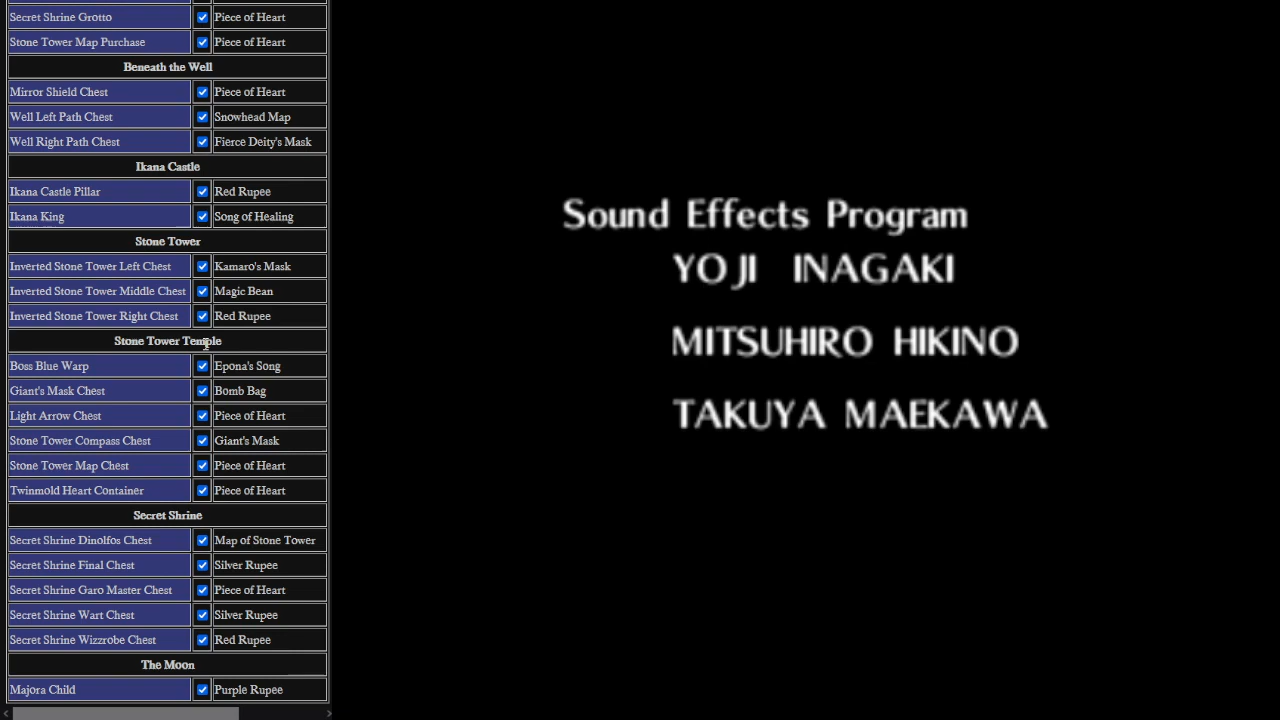 Secret Shrine Grotto Piece of Heart
Stone Tower Map Purchase Piece of Heart
Beneath the Well
Mirror Shield Chest Piece of Heart
Well Left Path Chest Snowhead Map
Well Right Path Chest Fierce Deity's Mask
Ikana Castle
Ikana Castle Pillar Red Rupee
Ikana King Song of Healing
Stone Tower
Inverted Stone Tower Left Chest Kamaro's Mask
Inverted Stone Tower Middle Chest Magic Bean
Inverted Stone Tower Right Chest Red Rupee
Stone Tower Temple
Boss Blue Warp Epona's Song
Giant's Mask Chest Bomb Bag
Light Arrow Chest Piece of Heart
Stone Tower Compass Chest Giant's Mask
Stone Tower Map Chest Piece of Heart
Twinmold Heart Container Piece of Heart
Secret Shrine
Secret Shrine Dinolfos Chest Map of Stone Tower
Secret Shrine Final Chest Silver Rupee
Secret Shrine Garo Master Chest Piece of Heart
Secret Shrine Wart Chest Silver Rupee
Secret Shrine Wizzrobe Chest Red Rupee
The Moon
Majora Child Purple Rupee
Sound Effects Program
YOJI INAGAKI
MITSUHIRO HIKINO
TAKUYA MAEKAWA